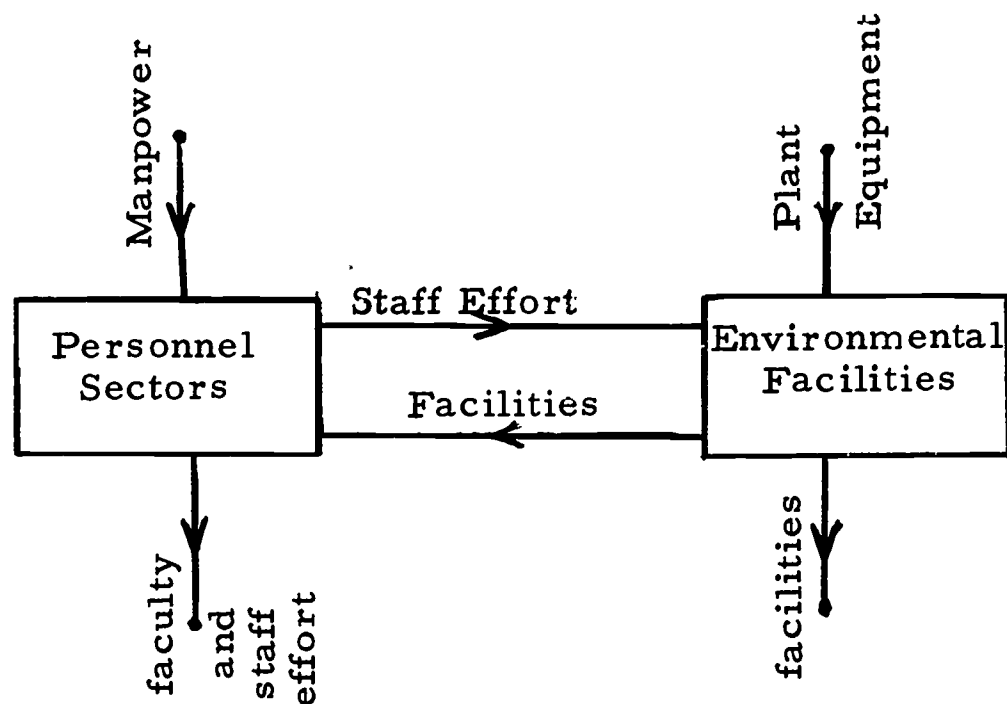 Manpower
Plant
Equipment
Staff Effort
Personnel
Sectors
Environmental
Facilities
Facilities
faculty
and
staff
effort
facilities